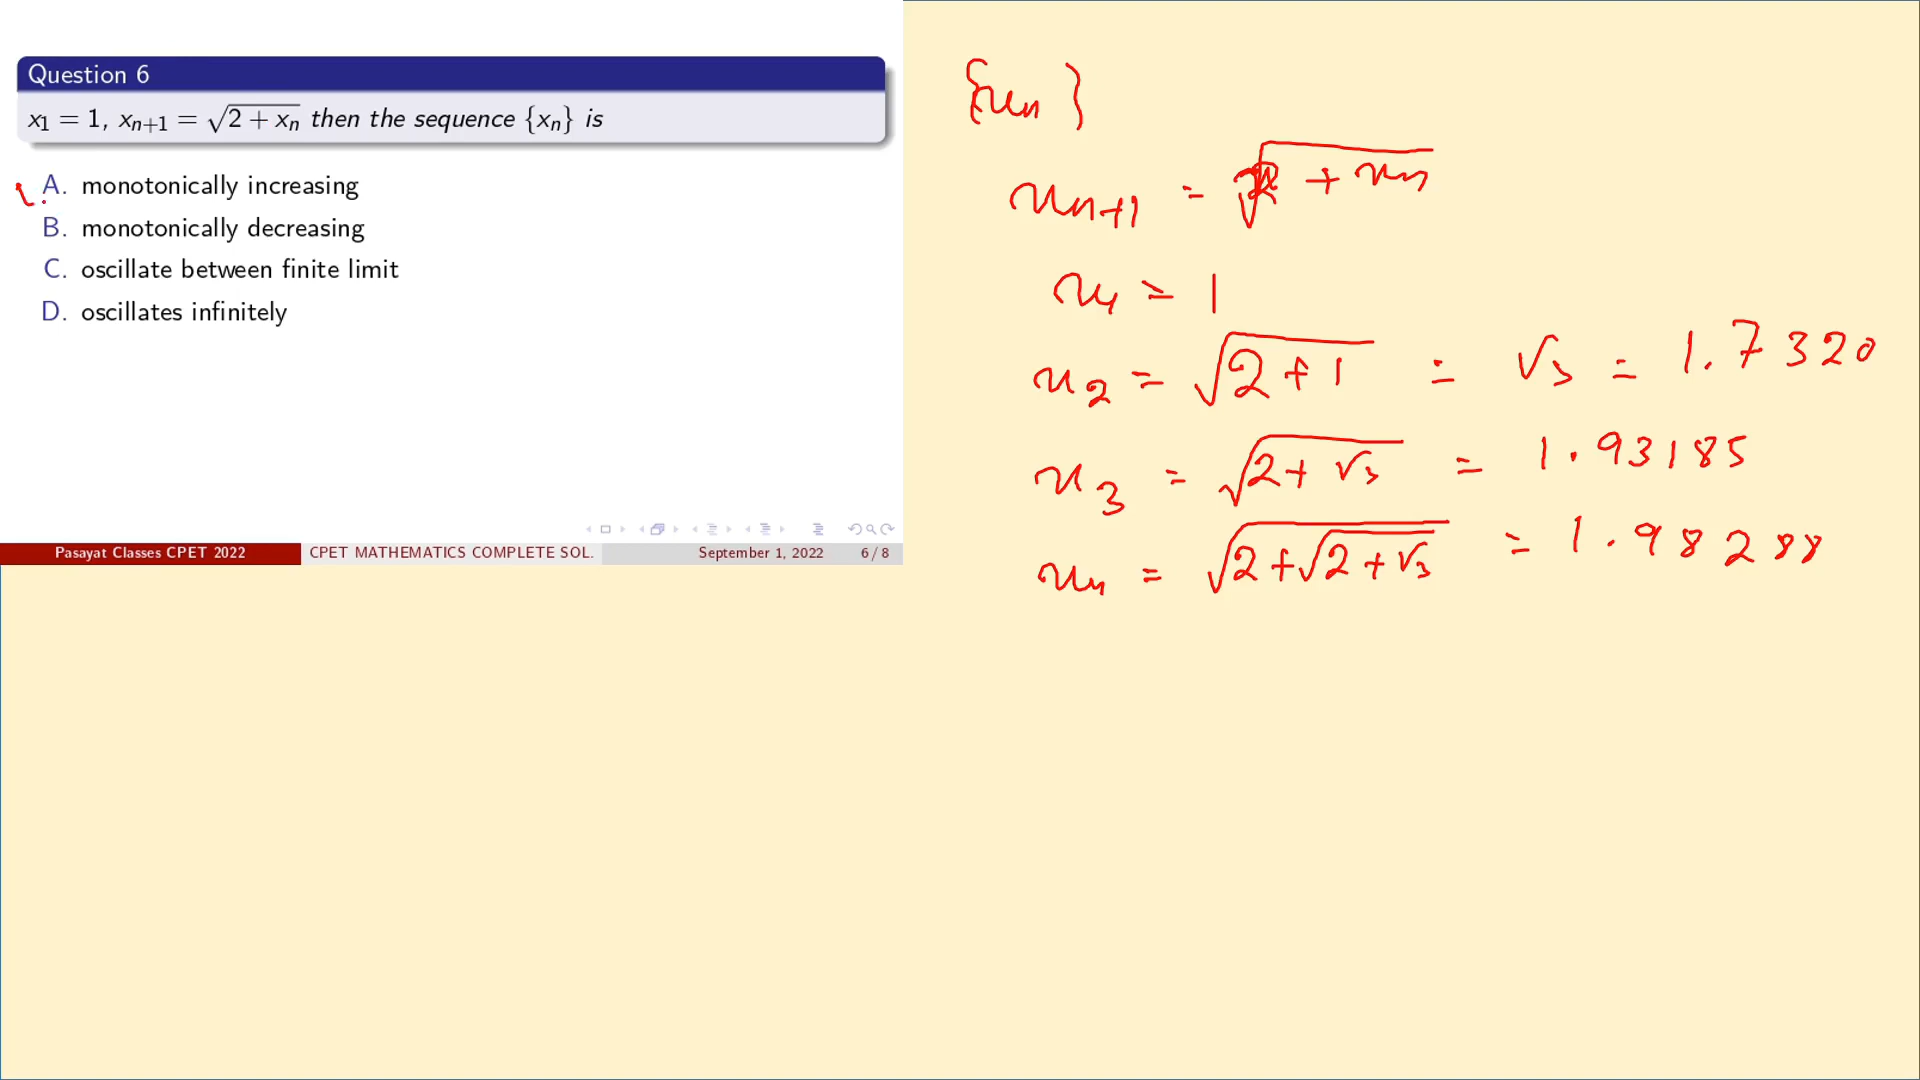 Question 6
x₁ = 1, xₙ₊₁ = √(2 + xₙ) then the sequence {xₙ} is
A. monotonically increasing
B. monotonically decreasing
C. oscillate between finite limit
D. oscillates infinitely
Pasayat Classes CPET 2022 CPET MATHEMATICS COMPLETE SOL. September 1, 2022 6 / 8
{xₙ}
xₙ₊₁ = √(2 + xₙ)
x₁ = 1
x₂ = √(2+1) = √3 = 1.7320
x₃ = √(2+√3) = 1.93185
x₄ = √(2+√(2+√3)) = 1.98288